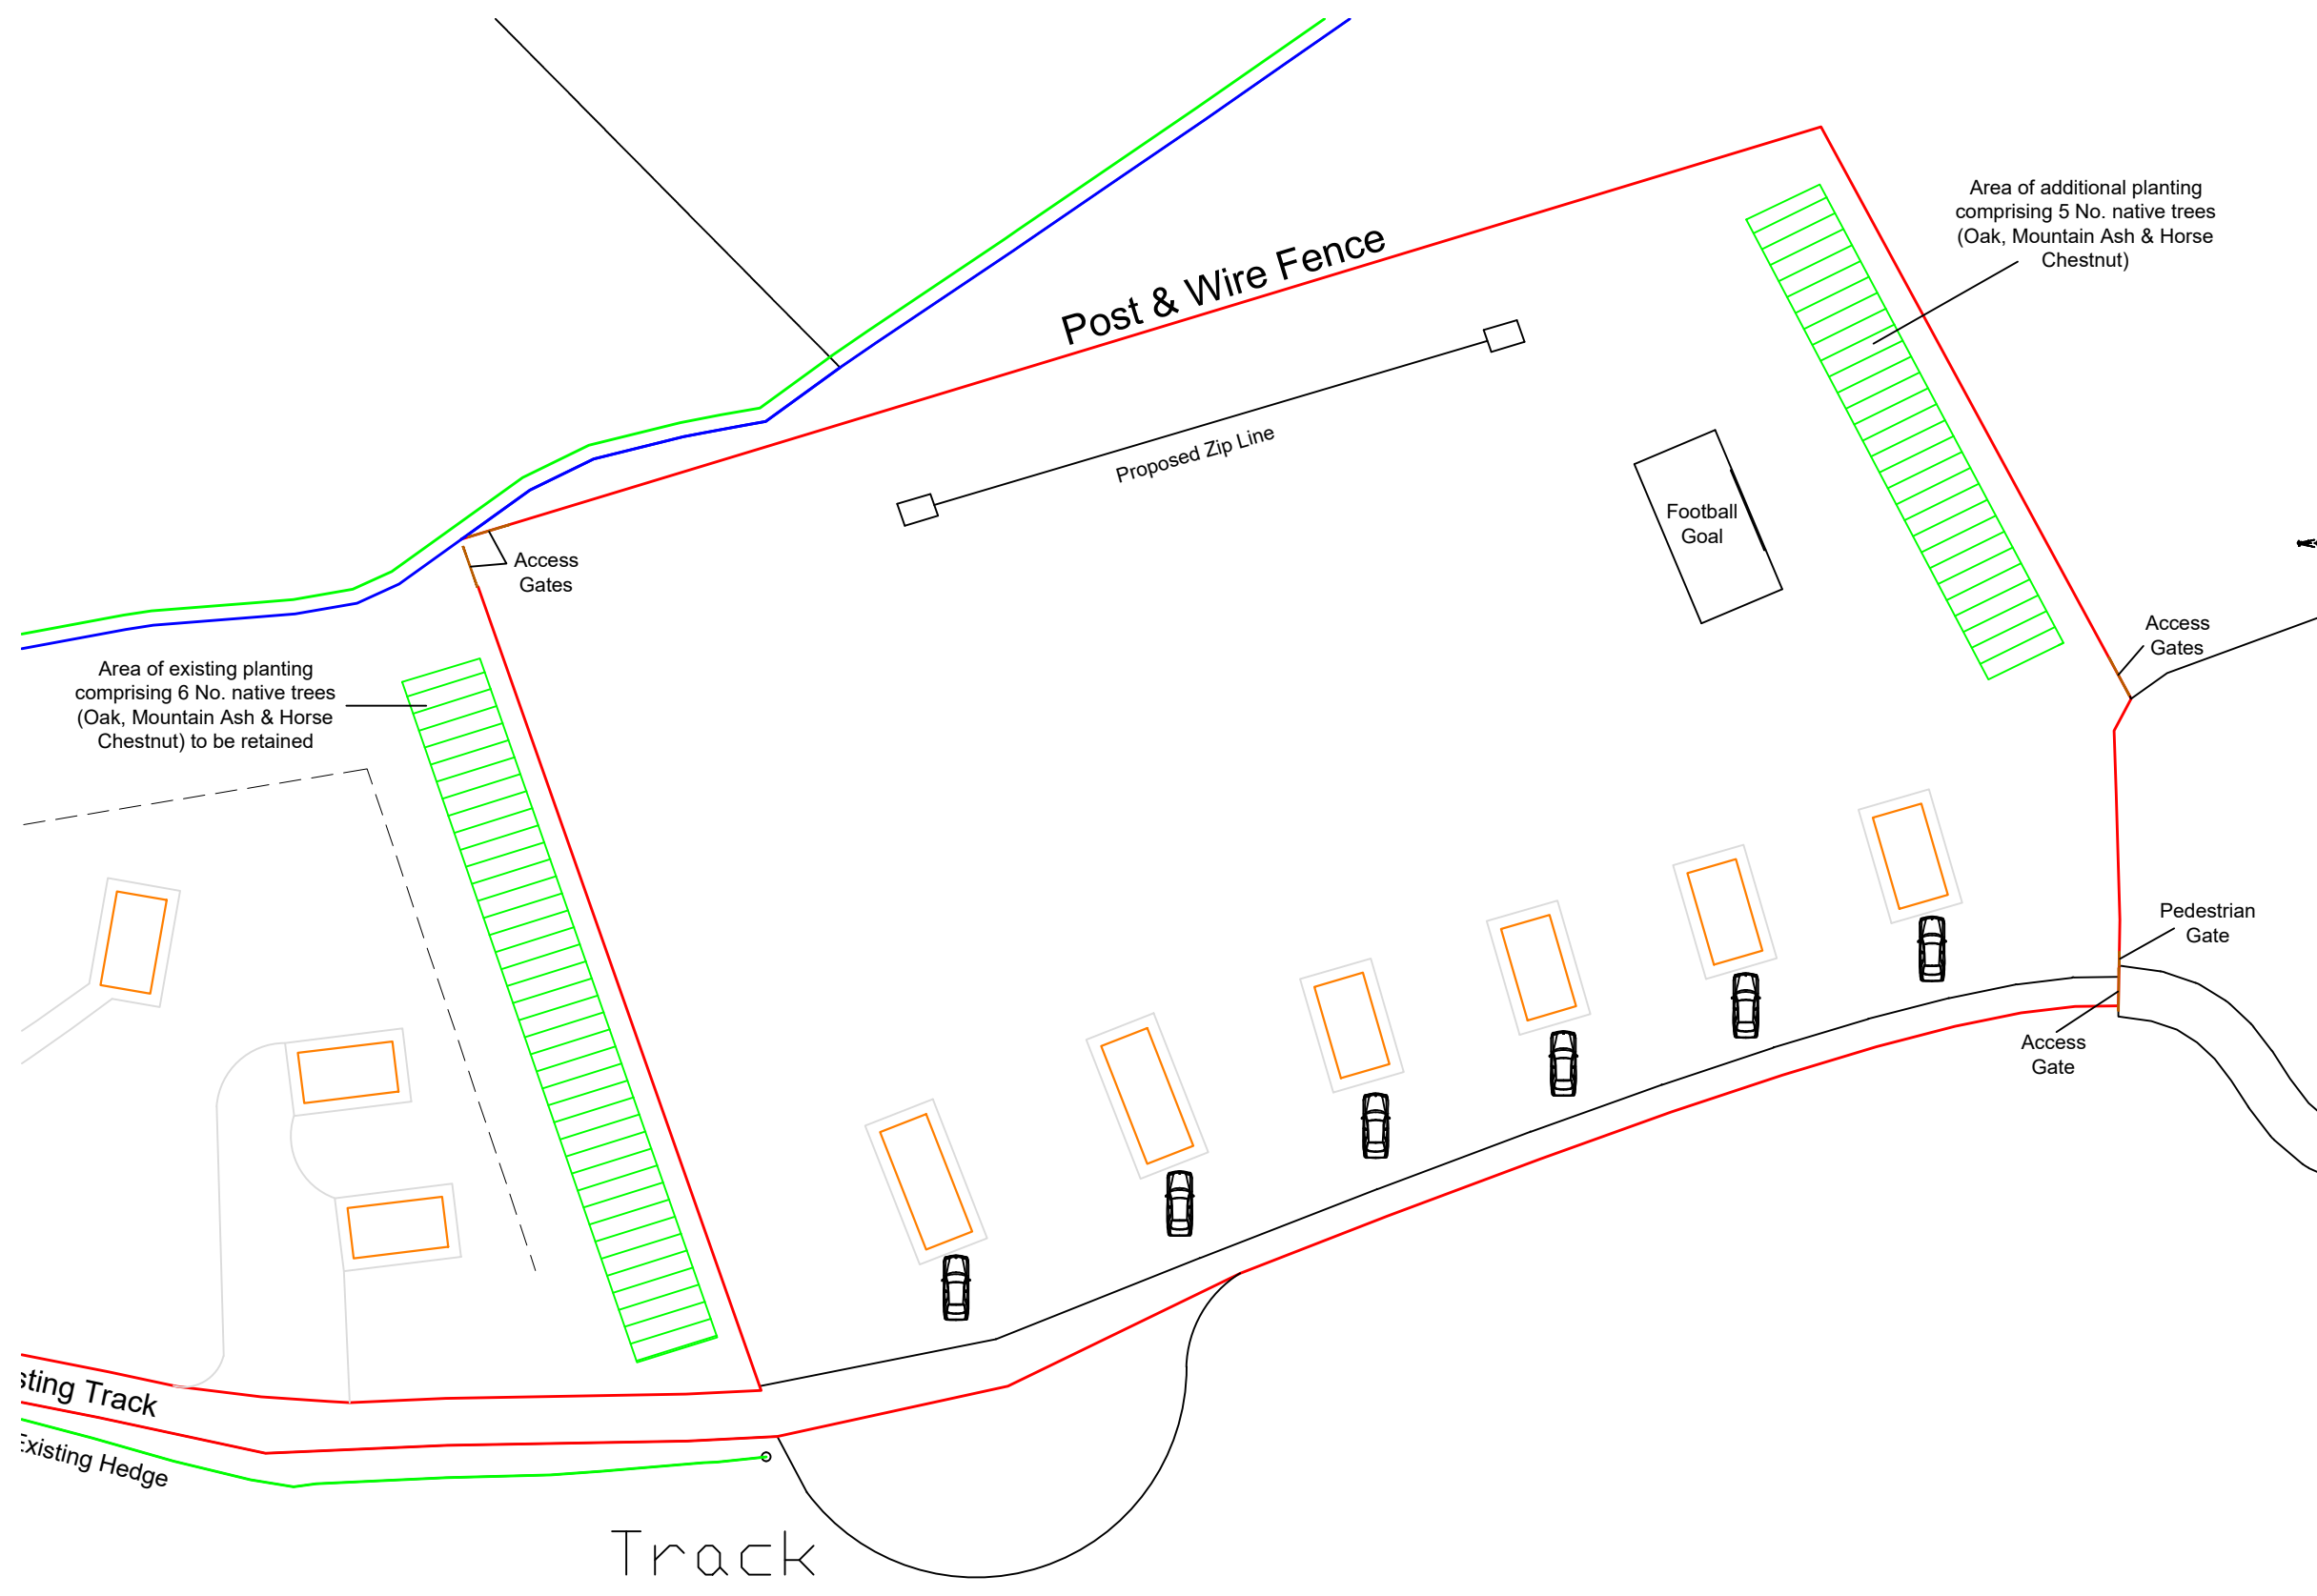 Area of additional planting
comprising 5 No. native trees
(Oak, Mountain Ash & Horse
Chestnut)
Post & Wire Fence
Proposed Zip Line
Football
Goal
Access
Gates
Access
Gates
Area of existing planting
comprising 6 No. native trees
(Oak, Mountain Ash & Horse
Chestnut) to be retained
Pedestrian
Gate
Access
Gate
sting Track
Existing Hedge
Track